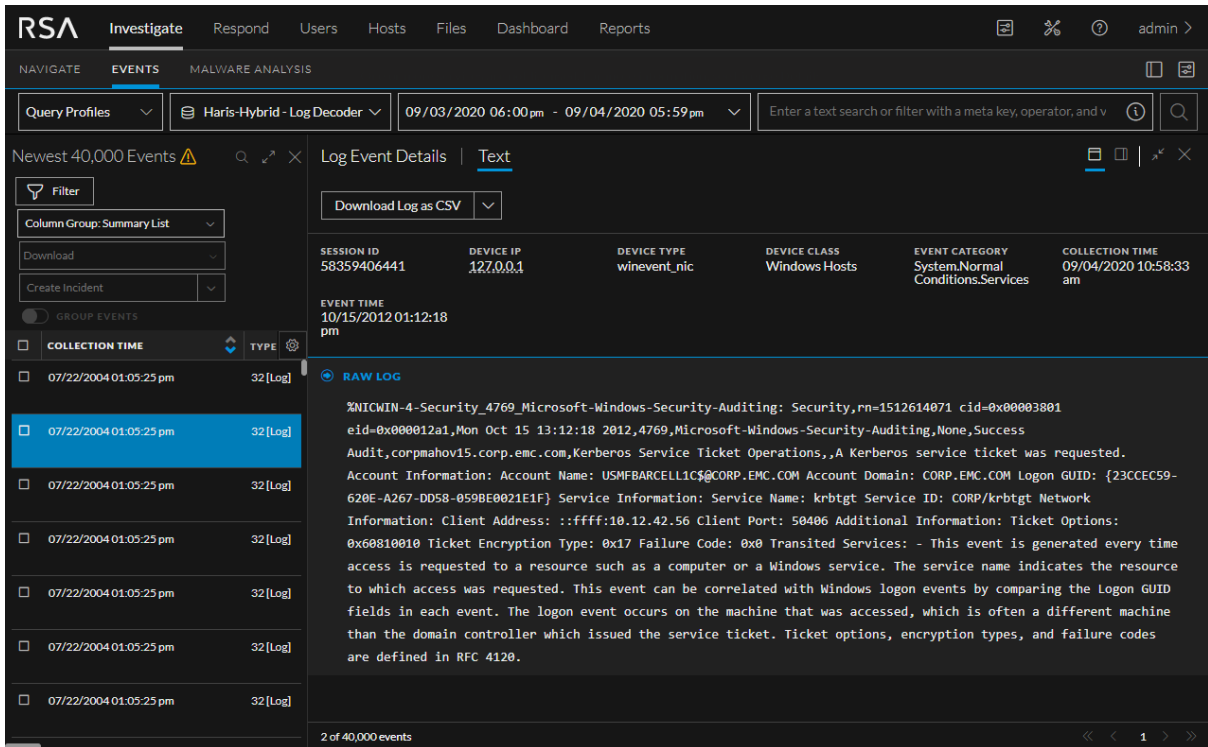 RSA Investigate Respond Users Hosts Files Dashboard Reports admin >
NAVIGATE EVENTS MALWARE ANALYSIS
Query Profiles Haris-Hybrid - Log Decoder 09/03/2020 06:00 pm - 09/04/2020 05:59 pm Enter a text search or filter with a meta key, operator, and v
Newest 40,000 Events
Filter
Column Group: Summary List
Download
Create Incident
GROUP EVENTS
COLLECTION TIME TYPE
07/22/2004 01:05:25 pm 32 [Log]
07/22/2004 01:05:25 pm 32 [Log]
07/22/2004 01:05:25 pm 32 [Log]
07/22/2004 01:05:25 pm 32 [Log]
07/22/2004 01:05:25 pm 32 [Log]
07/22/2004 01:05:25 pm 32 [Log]
07/22/2004 01:05:25 pm 32 [Log]
Log Event Details | Text
Download Log as CSV
SESSION ID DEVICE IP DEVICE TYPE DEVICE CLASS EVENT CATEGORY COLLECTION TIME
58359406441 127.0.0.1 winevent_nic Windows Hosts System.Normal 09/04/2020 10:58:33
Conditions.Services am
EVENT TIME
10/15/2012 01:12:18
pm
RAW LOG
%NICWIN-4-Security_4769_Microsoft-Windows-Security-Auditing: Security,rn=1512614071 cid=0x00003801
eid=0x000012a1,Mon Oct 15 13:12:18 2012,4769,Microsoft-Windows-Security-Auditing,None,Success
Audit,corpmahov15.corp.emc.com,Kerberos Service Ticket Operations,,A Kerberos service ticket was requested.
Account Information: Account Name: USMFBARCELL1C$@CORP.EMC.COM Account Domain: CORP.EMC.COM Logon GUID: {23CCEC59-
620E-A267-DD58-059BE0021E1F} Service Information: Service Name: krbtgt Service ID: CORP/krbtgt Network
Information: Client Address: ::ffff:10.12.42.56 Client Port: 50406 Additional Information: Ticket Options:
0x60810010 Ticket Encryption Type: 0x17 Failure Code: 0x0 Transited Services: - This event is generated every time
access is requested to a resource such as a computer or a Windows service. The service name indicates the resource
to which access was requested. This event can be correlated with Windows logon events by comparing the Logon GUID
fields in each event. The logon event occurs on the machine that was accessed, which is often a different machine
than the domain controller which issued the service ticket. Ticket options, encryption types, and failure codes
are defined in RFC 4120.
2 of 40,000 events 1